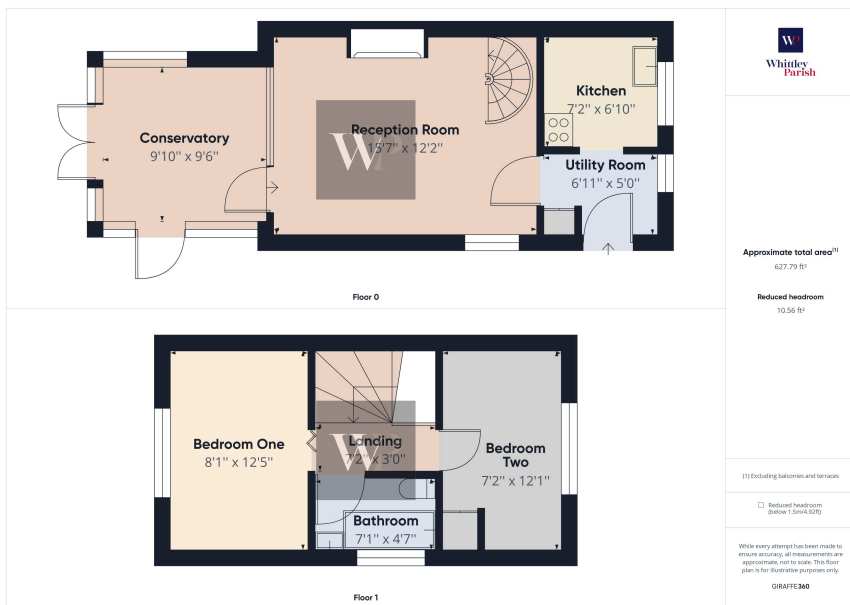 Conservatory
9'10'' x 9'6''
Reception Room
15'7'' x 12'2''
Kitchen
7'2'' x 6'10''
Utility Room
6'11'' x 5'0''
Floor 0
Bedroom One
8'1'' x 12'5''
Landing
7'2'' x 3'0''
Bathroom
7'1'' x 4'7''
Bedroom
Two
7'2'' x 12'1''
Floor 1
WP
Whittley
Parish
Approximate total area(1)
627.79 ft²
Reduced headroom
10.56 ft²
(1) Excluding balconies and terraces
Reduced headroom
(below 1.5m/4.92ft)
While every attempt has been made to
ensure accuracy, all measurements are
approximate, not to scale. This floor
plan is for illustrative purposes only.
GIRAFFE360